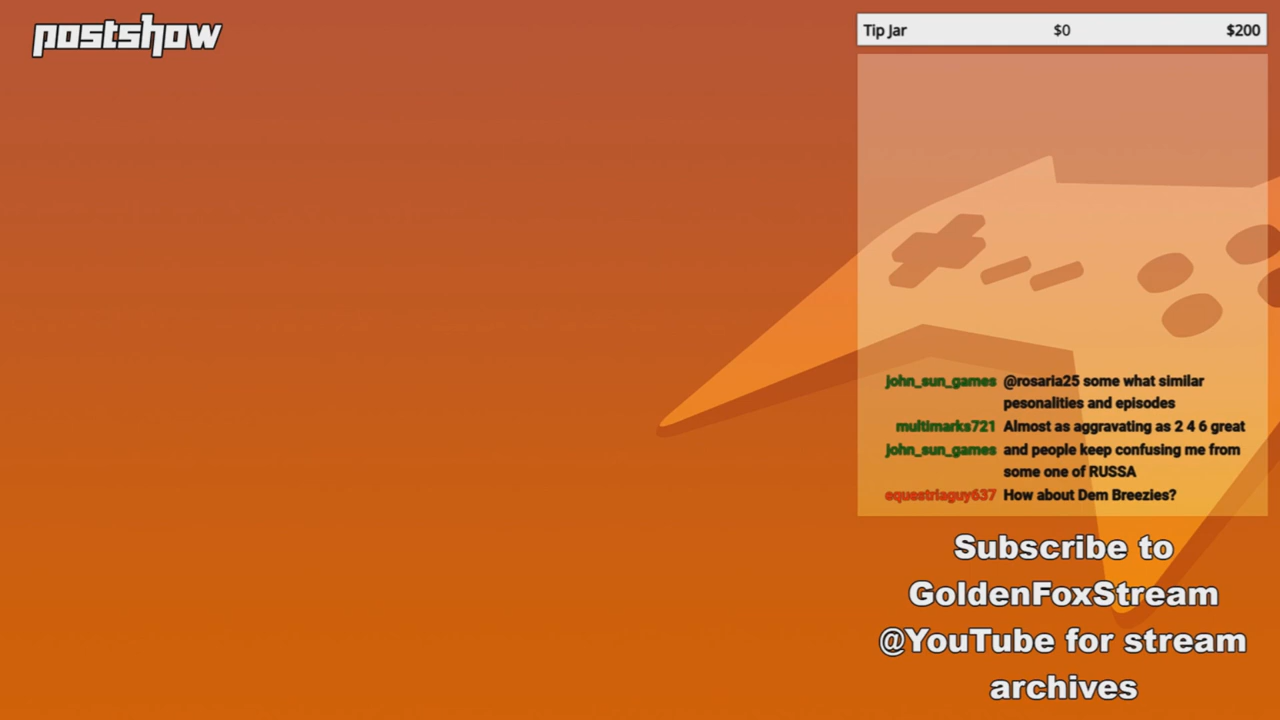 postshow
Tip Jar $0 $200
john_sun_games @rosaria25 some what similar
pesonalities and episodes
multimarks721 Almost as aggravating as 2 4 6 great
john_sun_games and people keep confusing me from
some one of RUSSA
equestriaguy637 How about Dem Breezies?
Subscribe to
GoldenFoxStream
@YouTube for stream
archives